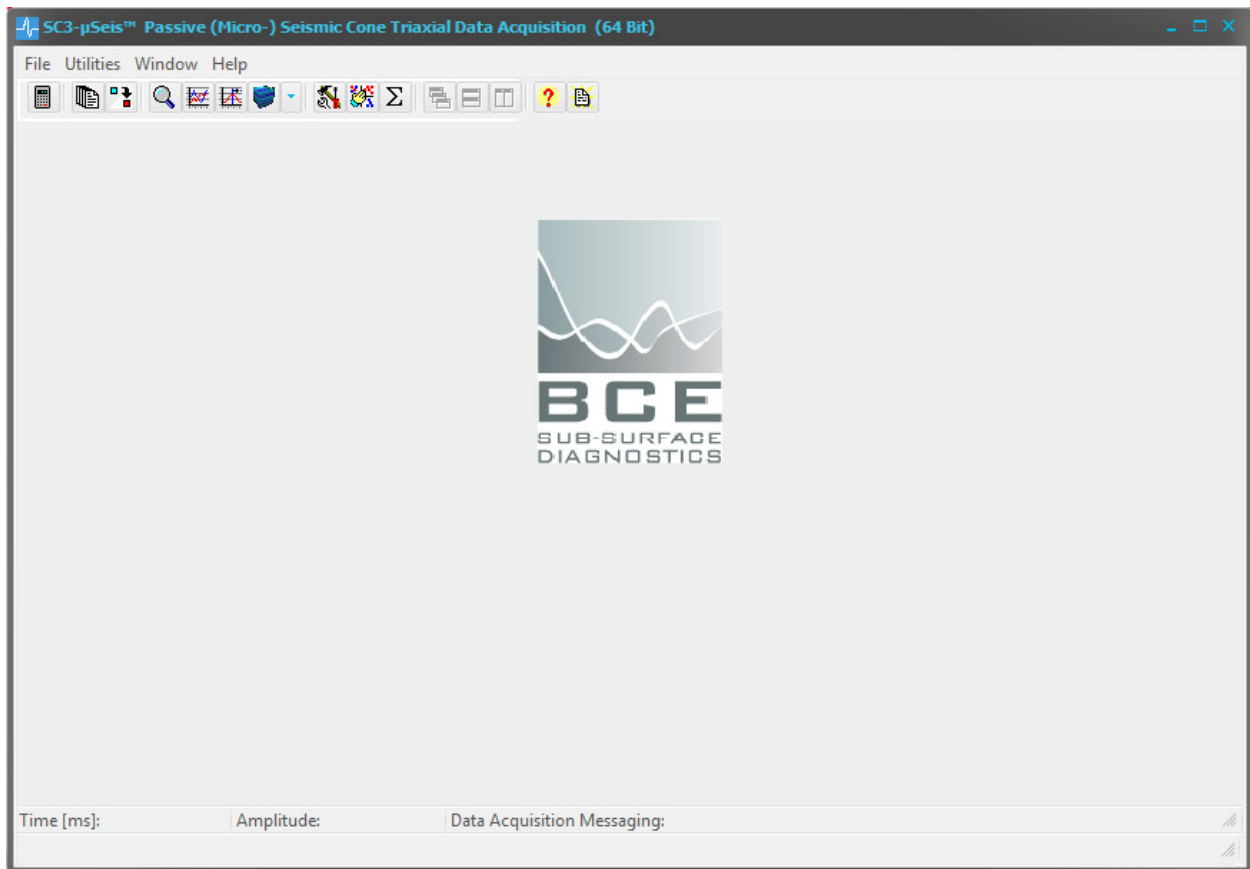 SC3-µSeis™ Passive (Micro-) Seismic Cone Triaxial Data Acquisition (64 Bit)
File Utilities Window Help
Σ ?
BCE
SUB-SURFACE
DIAGNOSTICS
Time [ms]: Amplitude: Data Acquisition Messaging: